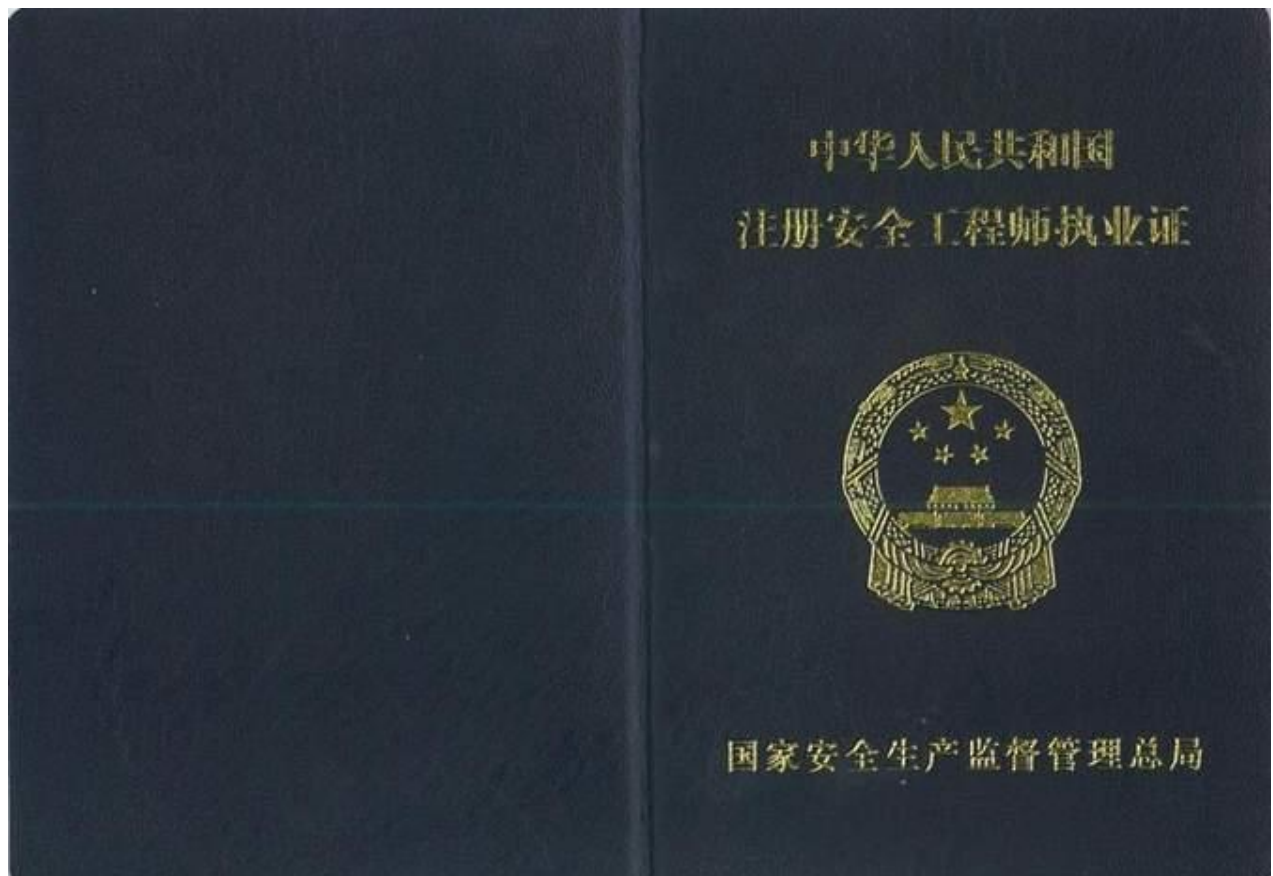 中华人民共和国
注册安全工程师执业证
国家安全生产监督管理总局